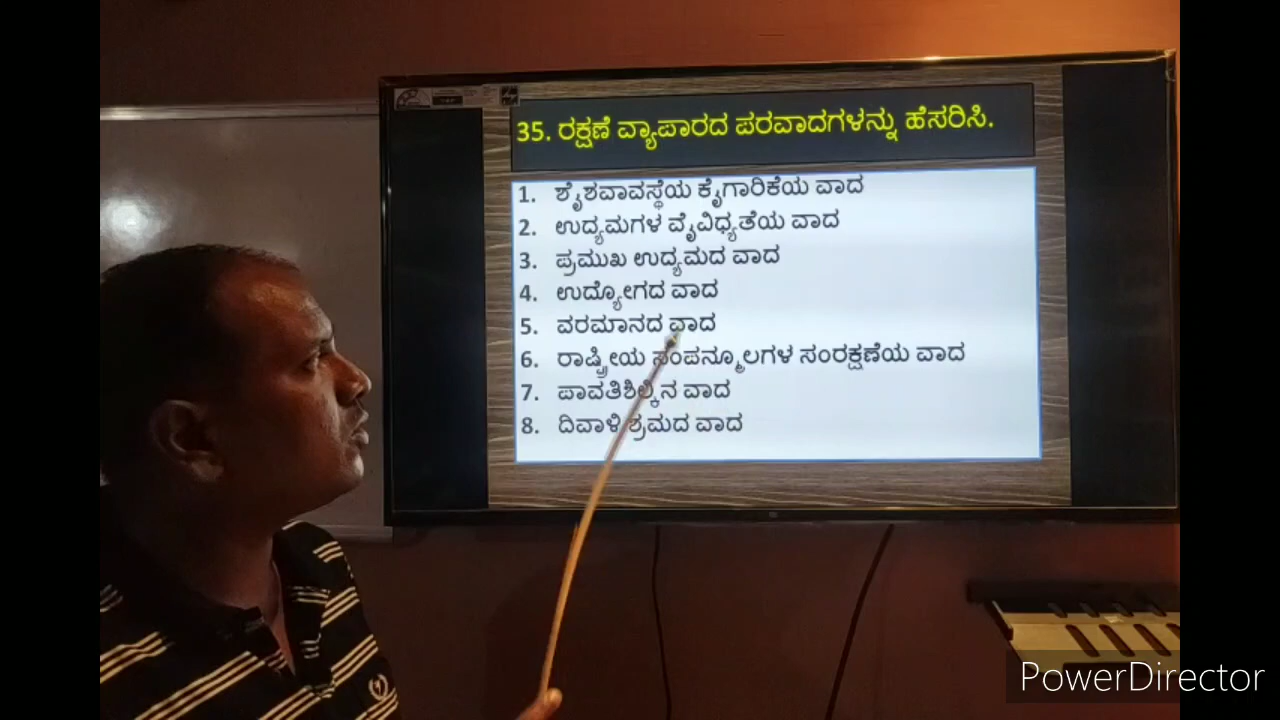 35. ರಕ್ಷಣೆ ವ್ಯಾಪಾರದ ಪರವಾದಗಳನ್ನು ಹೆಸರಿಸಿ.
1. ಶೈಶವಾವಸ್ಥೆಯ ಕೈಗಾರಿಕೆಯ ವಾದ
2. ಉದ್ಯಮಗಳ ವೈವಿಧ್ಯತೆಯ ವಾದ
3. ಪ್ರಮುಖ ಉದ್ಯಮದ ವಾದ
4. ಉದ್ಯೋಗದ ವಾದ
5. ವರಮಾನದ ವಾದ
6. ರಾಷ್ಟ್ರೀಯ ಸಂಪನ್ಮೂಲಗಳ ಸಂರಕ್ಷಣೆಯ ವಾದ
7. ಪಾವತಿಶಿಲ್ಕಿನ ವಾದ
8. ದಿವಾಳಿ ಶ್ರಮದ ವಾದ
PowerDirector